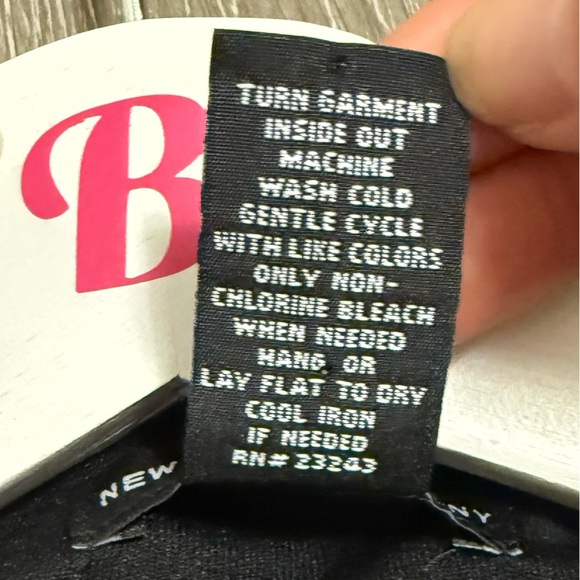 B
TURN GARMENT
INSIDE OUT
MACHINE
WASH COLD
GENTLE CYCLE
WITH LIKE COLORS
ONLY NON-
CHLORINE BLEACH
WHEN NEEDED
HANG OR
LAY FLAT TO DRY
COOL IRON
IF NEEDED
RN# 23243
NEW
NY